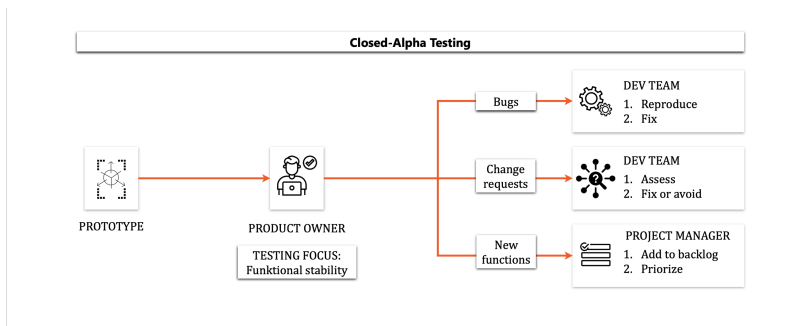 Closed-Alpha Testing
PROTOTYPE
PRODUCT OWNER
TESTING FOCUS:
Funktional stability
Bugs
DEV TEAM
1. Reproduce
2. Fix
Change
requests
DEV TEAM
1. Assess
2. Fix or avoid
New
functions
PROJECT MANAGER
1. Add to backlog
2. Priorize